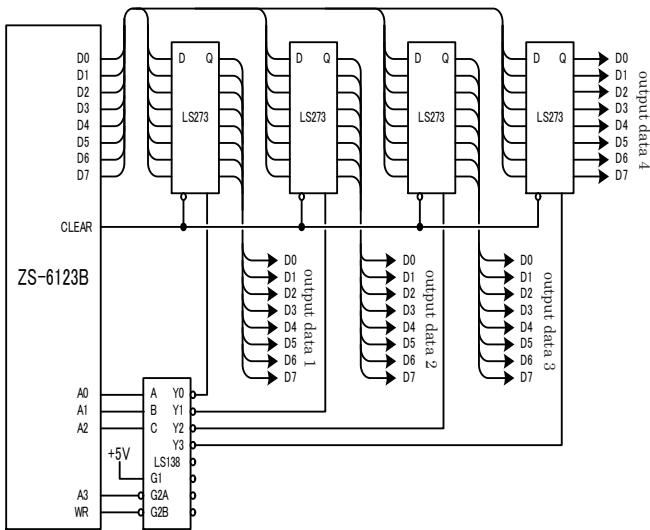 D0
D1
D2
D3
D4
D5
D6
D7
CLEAR
ZS-6123B
A0
A1
A2
A3
WR
D Q
LS273
D Q
LS273
D Q
LS273
D Q
LS273
D0
D1
D2
D3
D4
D5
D6
D7
output data 4
D0
D1
D2
D3
D4
D5
D6
D7
output data 1
D0
D1
D2
D3
D4
D5
D6
D7
output data 2
D0
D1
D2
D3
D4
D5
D6
D7
output data 3
+5V
A Y0
B Y1
C Y2
Y3
LS138
G1
G2A
G2B